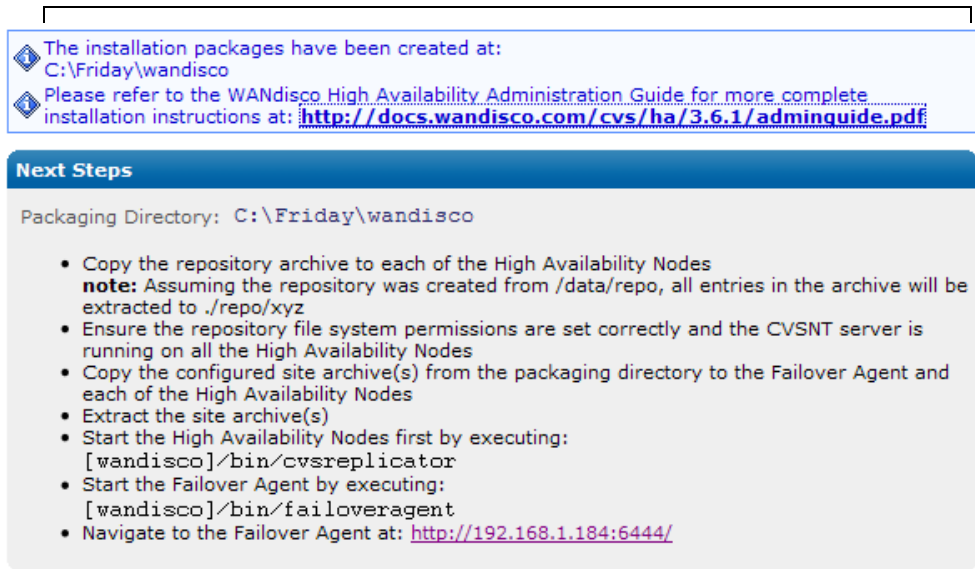 The installation packages have been created at:
C:\Friday\wandisco
Please refer to the WANdisco High Availability Administration Guide for more complete
installation instructions at: http://docs.wandisco.com/cvs/ha/3.6.1/adminguide.pdf
Next Steps
Packaging Directory: C:\Friday\wandisco
• Copy the repository archive to each of the High Availability Nodes
note: Assuming the repository was created from /data/repo, all entries in the archive will be
extracted to ./repo/xyz
• Ensure the repository file system permissions are set correctly and the CVSNT server is
running on all the High Availability Nodes
• Copy the configured site archive(s) from the packaging directory to the Failover Agent and
each of the High Availability Nodes
• Extract the site archive(s)
• Start the High Availability Nodes first by executing:
[wandisco]/bin/cvsreplicator
• Start the Failover Agent by executing:
[wandisco]/bin/failoveragent
• Navigate to the Failover Agent at: http://192.168.1.184:6444/